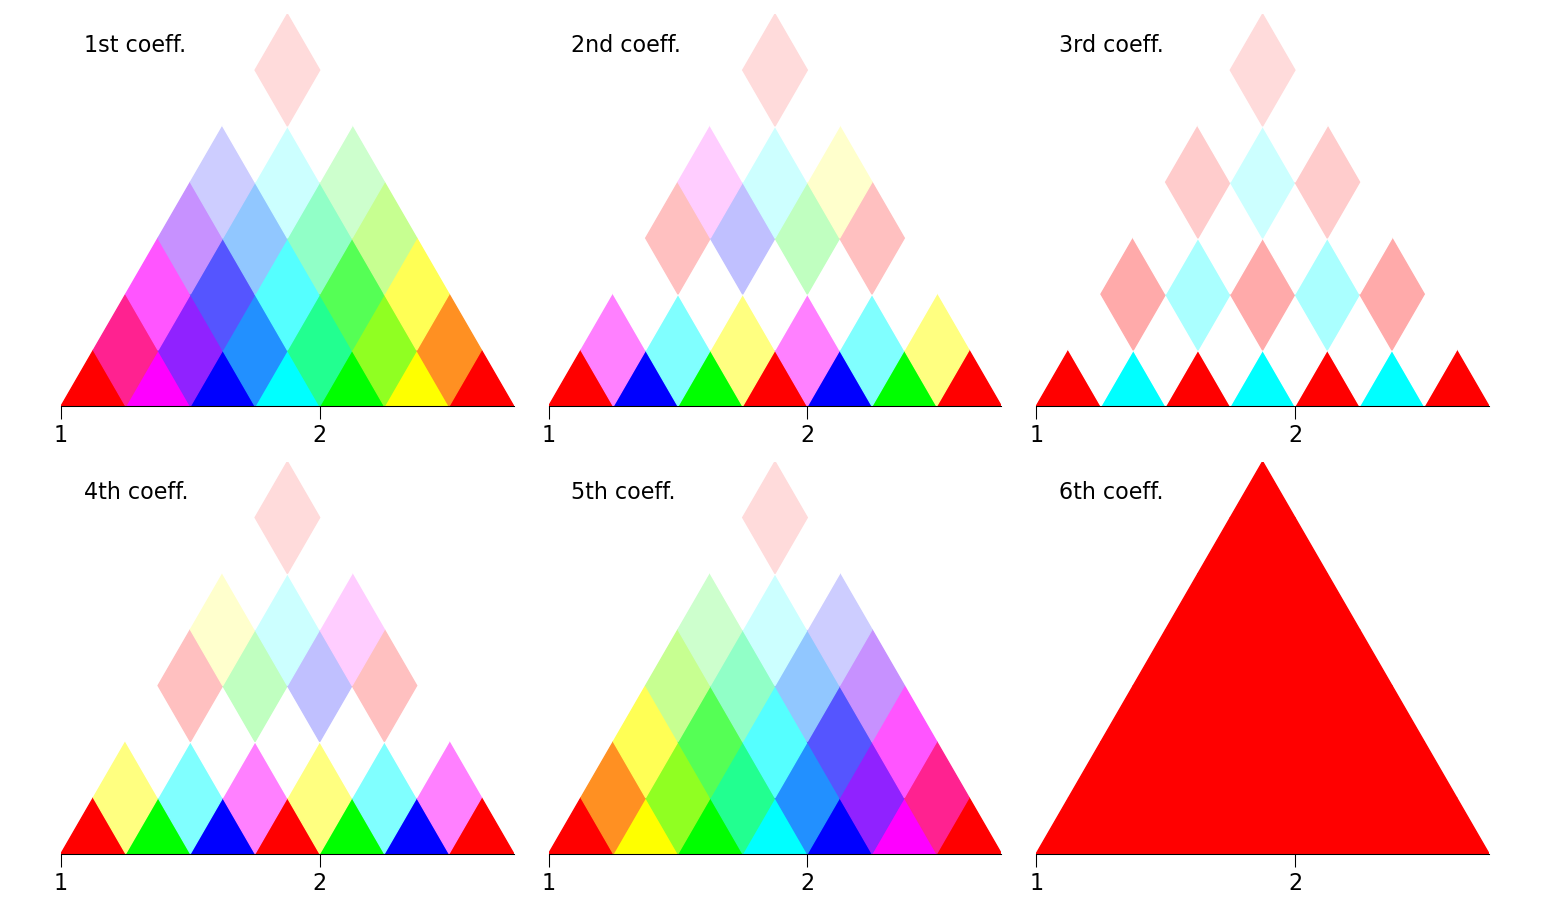 1st coeff.
2nd coeff.
3rd coeff.
1 2
1 2
1 2
4th coeff.
5th coeff.
6th coeff.
1 2
1 2
1 2